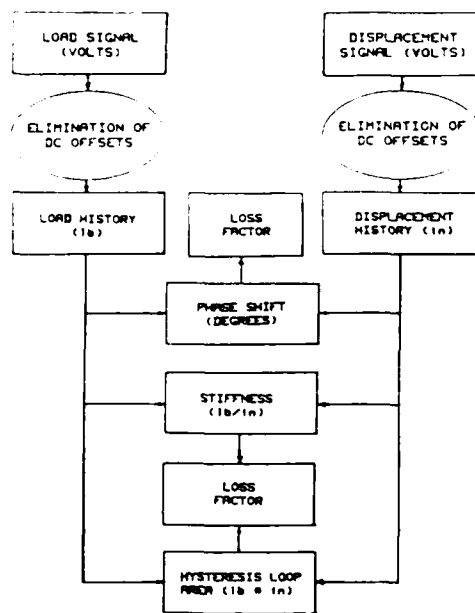 LOAD SIGNAL
(VOLTS)
DISPLACEMENT
SIGNAL (VOLTS)
ELIMINATION OF
DC OFFSETS
ELIMINATION OF
DC OFFSETS
LOAD HISTORY
(lb)
LOSS
FACTOR
DISPLACEMENT
HISTORY (in)
PHASE SHIFT
(DEGREES)
STIFFNESS
(lb/in)
LOSS
FACTOR
HYSTERESIS LOOP
AREA (lb * in)